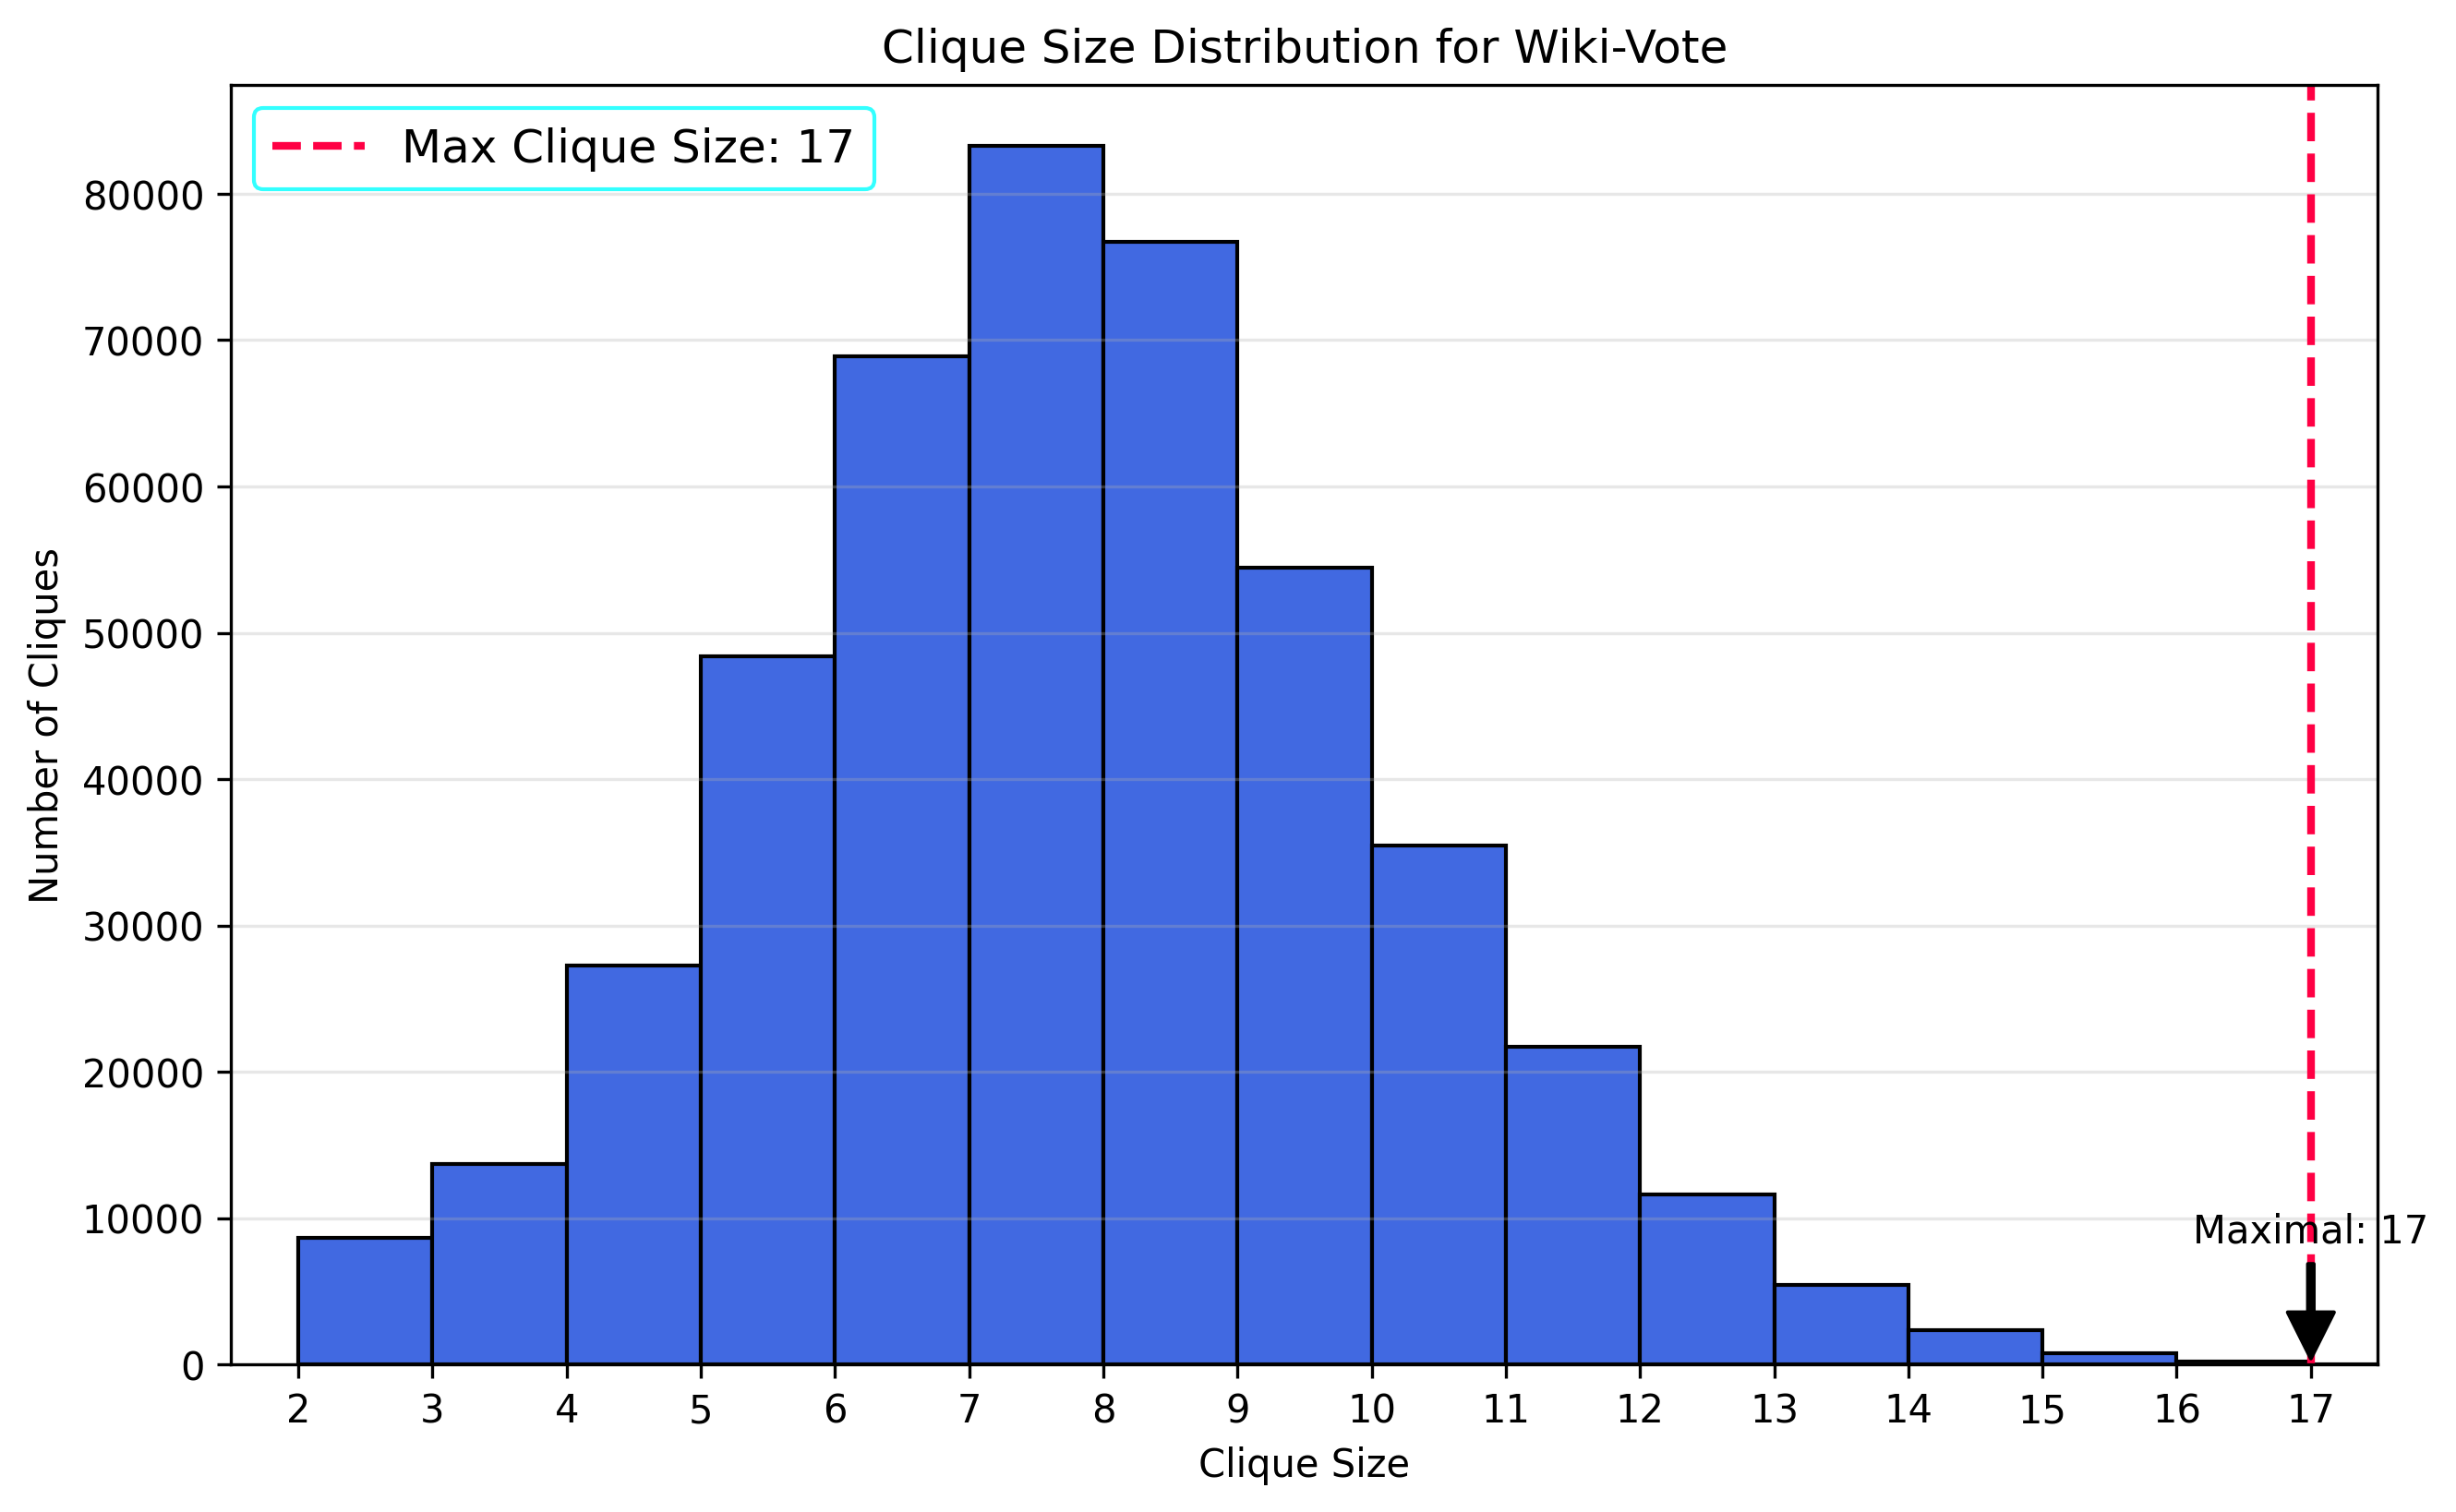 Clique Size Distribution for Wiki-Vote
Max Clique Size: 17
Number of Cliques
80000
70000
60000
50000
40000
30000
20000
10000
0
Maximal: 17
2 3 4 5 6 7 8 9 10 11 12 13 14 15 16 17
Clique Size